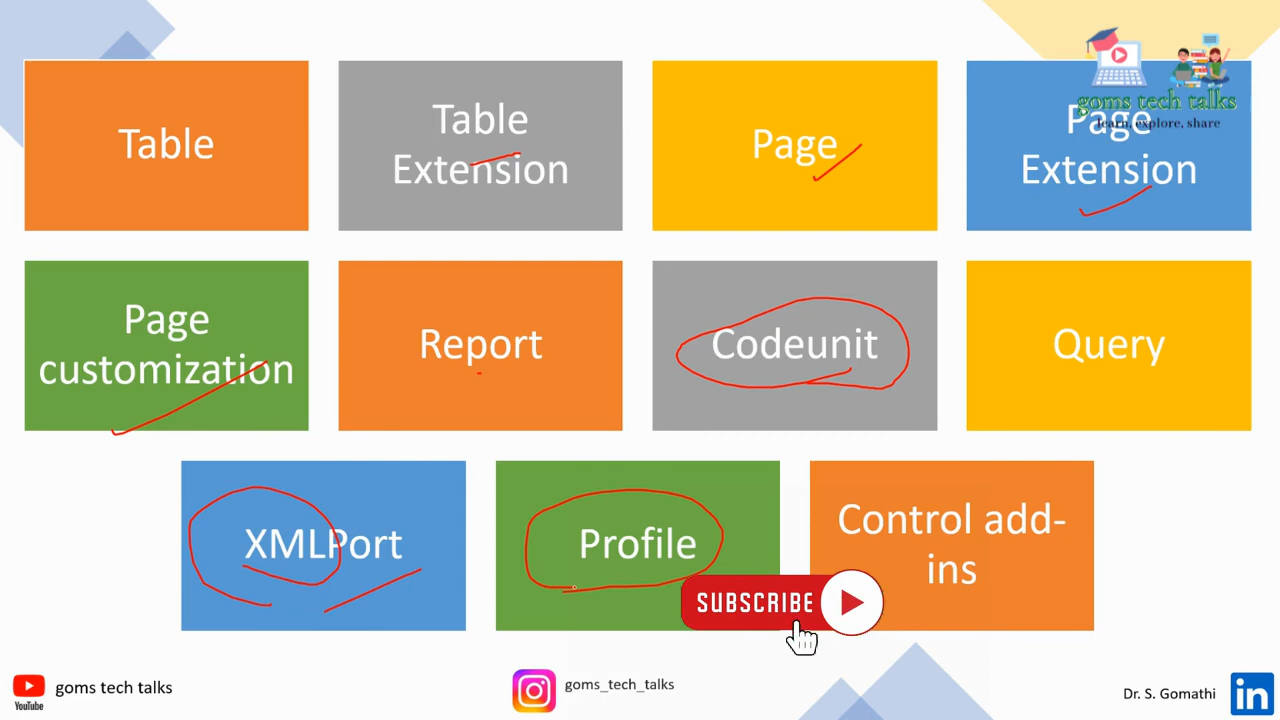 goms tech talks
learn, explore, share
Table
Table
Extension
Page
Page
Extension
Page
customization
Report
Codeunit
Query
XMLPort
Profile
Control add-
ins
SUBSCRIBE
YouTube
goms tech talks
goms_tech_talks
Dr. S. Gomathi
in